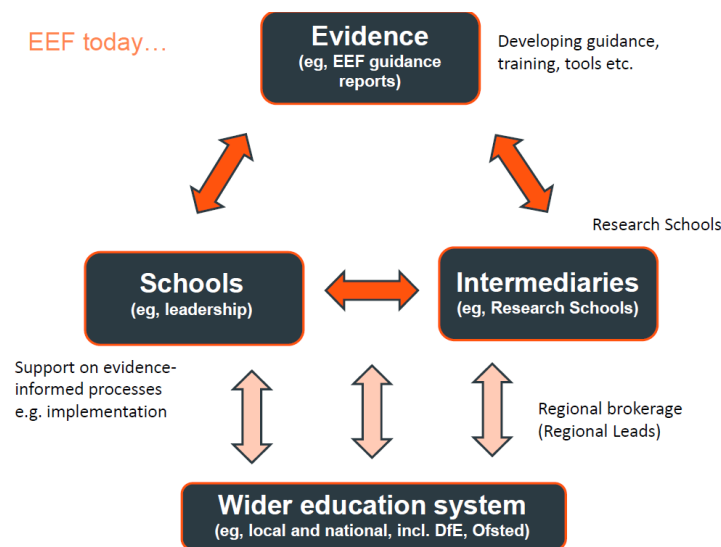 EEF today…
Evidence
(eg, EEF guidance
reports)
Developing guidance,
training, tools etc.
Research Schools
Schools
(eg, leadership)
Intermediaries
(eg, Research Schools)
Support on evidence-
informed processes
e.g. implementation
Regional brokerage
(Regional Leads)
Wider education system
(eg, local and national, incl. DfE, Ofsted)